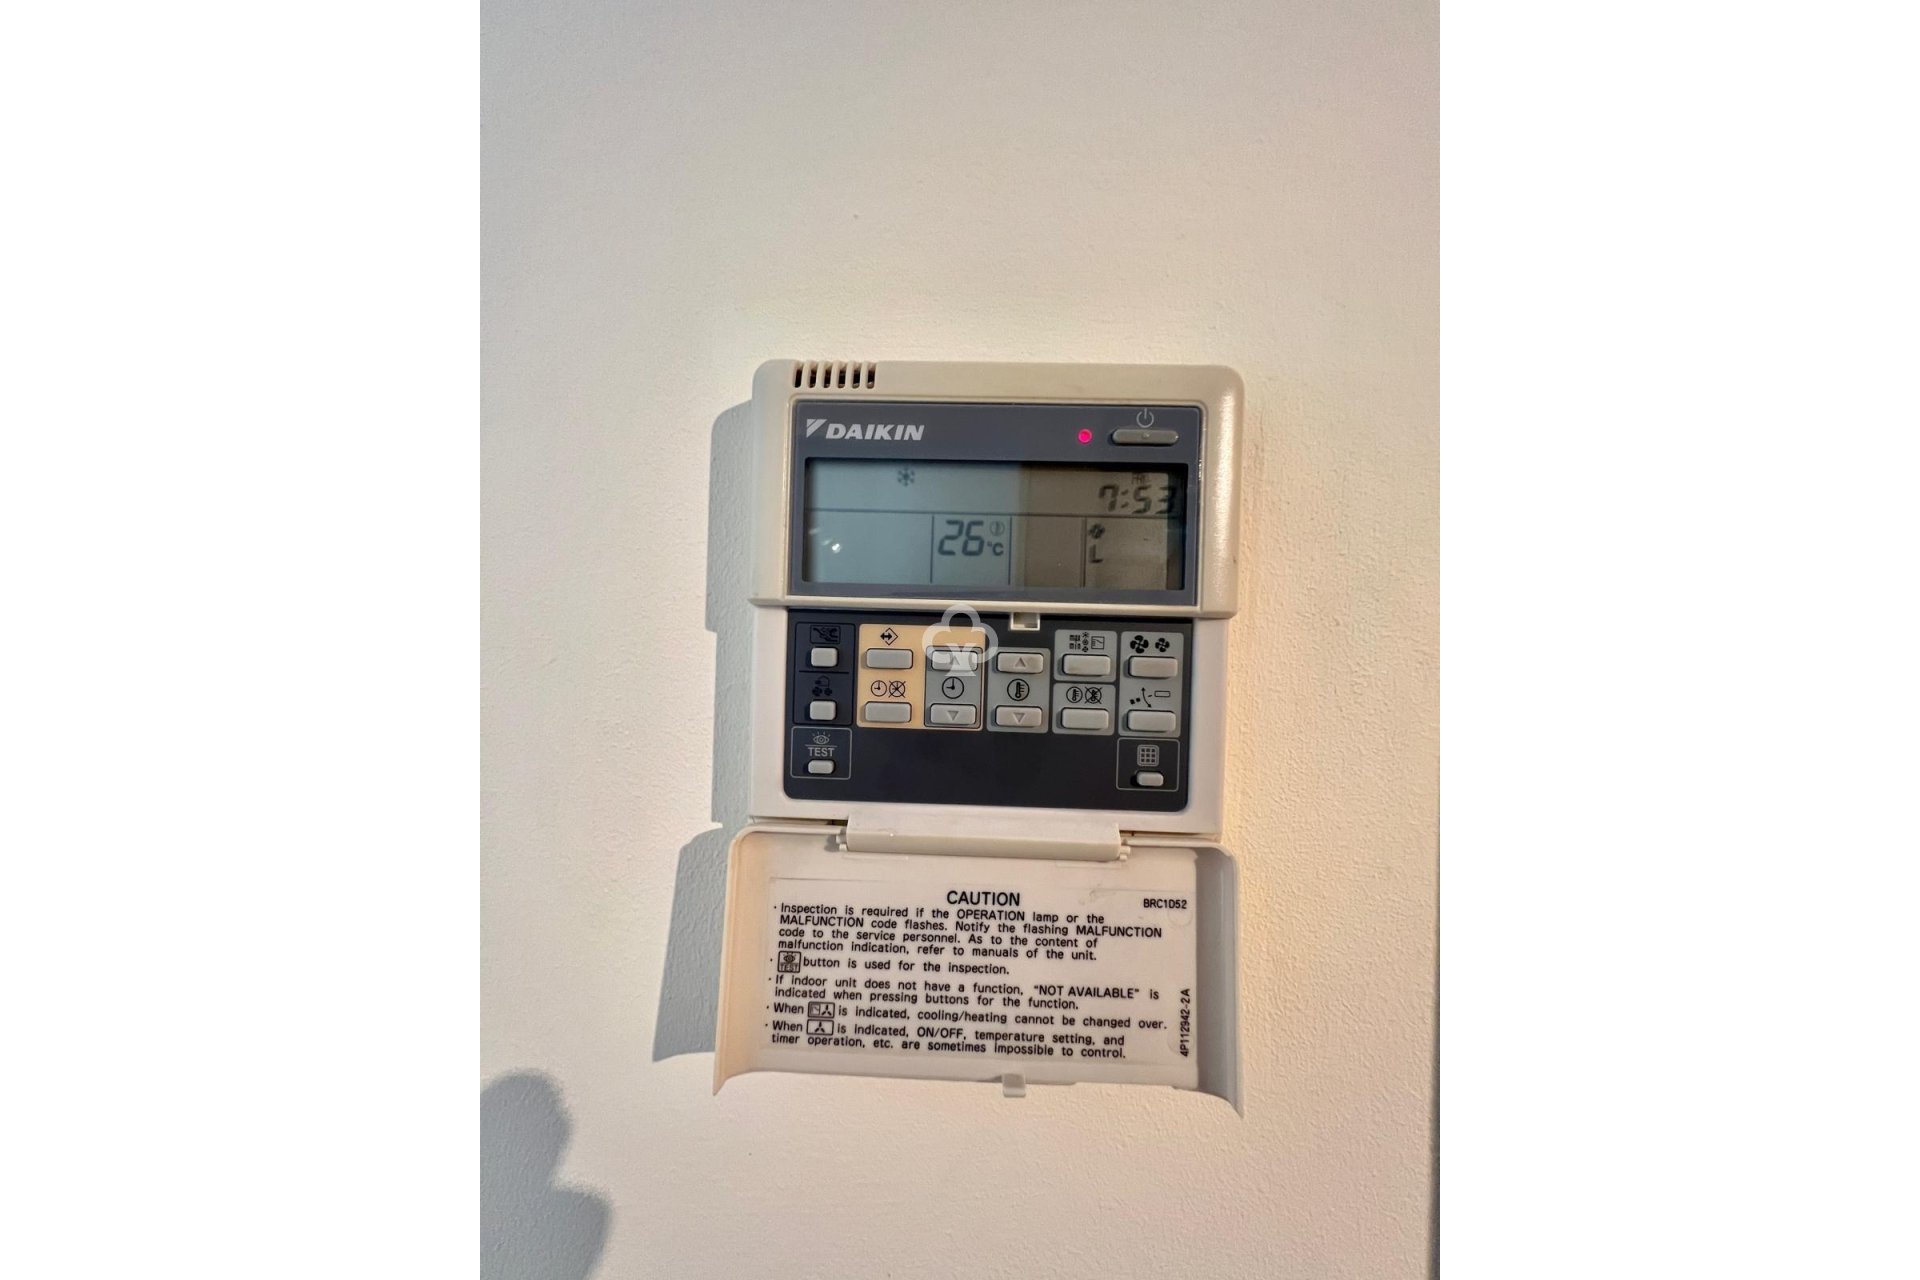 DAIKIN
7:53
26 °C
L
max
min
TEST
CAUTION
BRC1D52
· Inspection is required if the OPERATION lamp or the
MALFUNCTION code flashes. Notify the flashing MALFUNCTION
code to the service personnel. As to the content of
malfunction indication, refer to manuals of the unit.
· TEST button is used for the inspection.
· If indoor unit does not have a function, "NOT AVAILABLE" is
indicated when pressing buttons for the function.
· When is indicated, cooling/heating cannot be changed over.
· When is indicated, ON/OFF, temperature setting, and
timer operation, etc. are sometimes impossible to control.
4P112942-2A